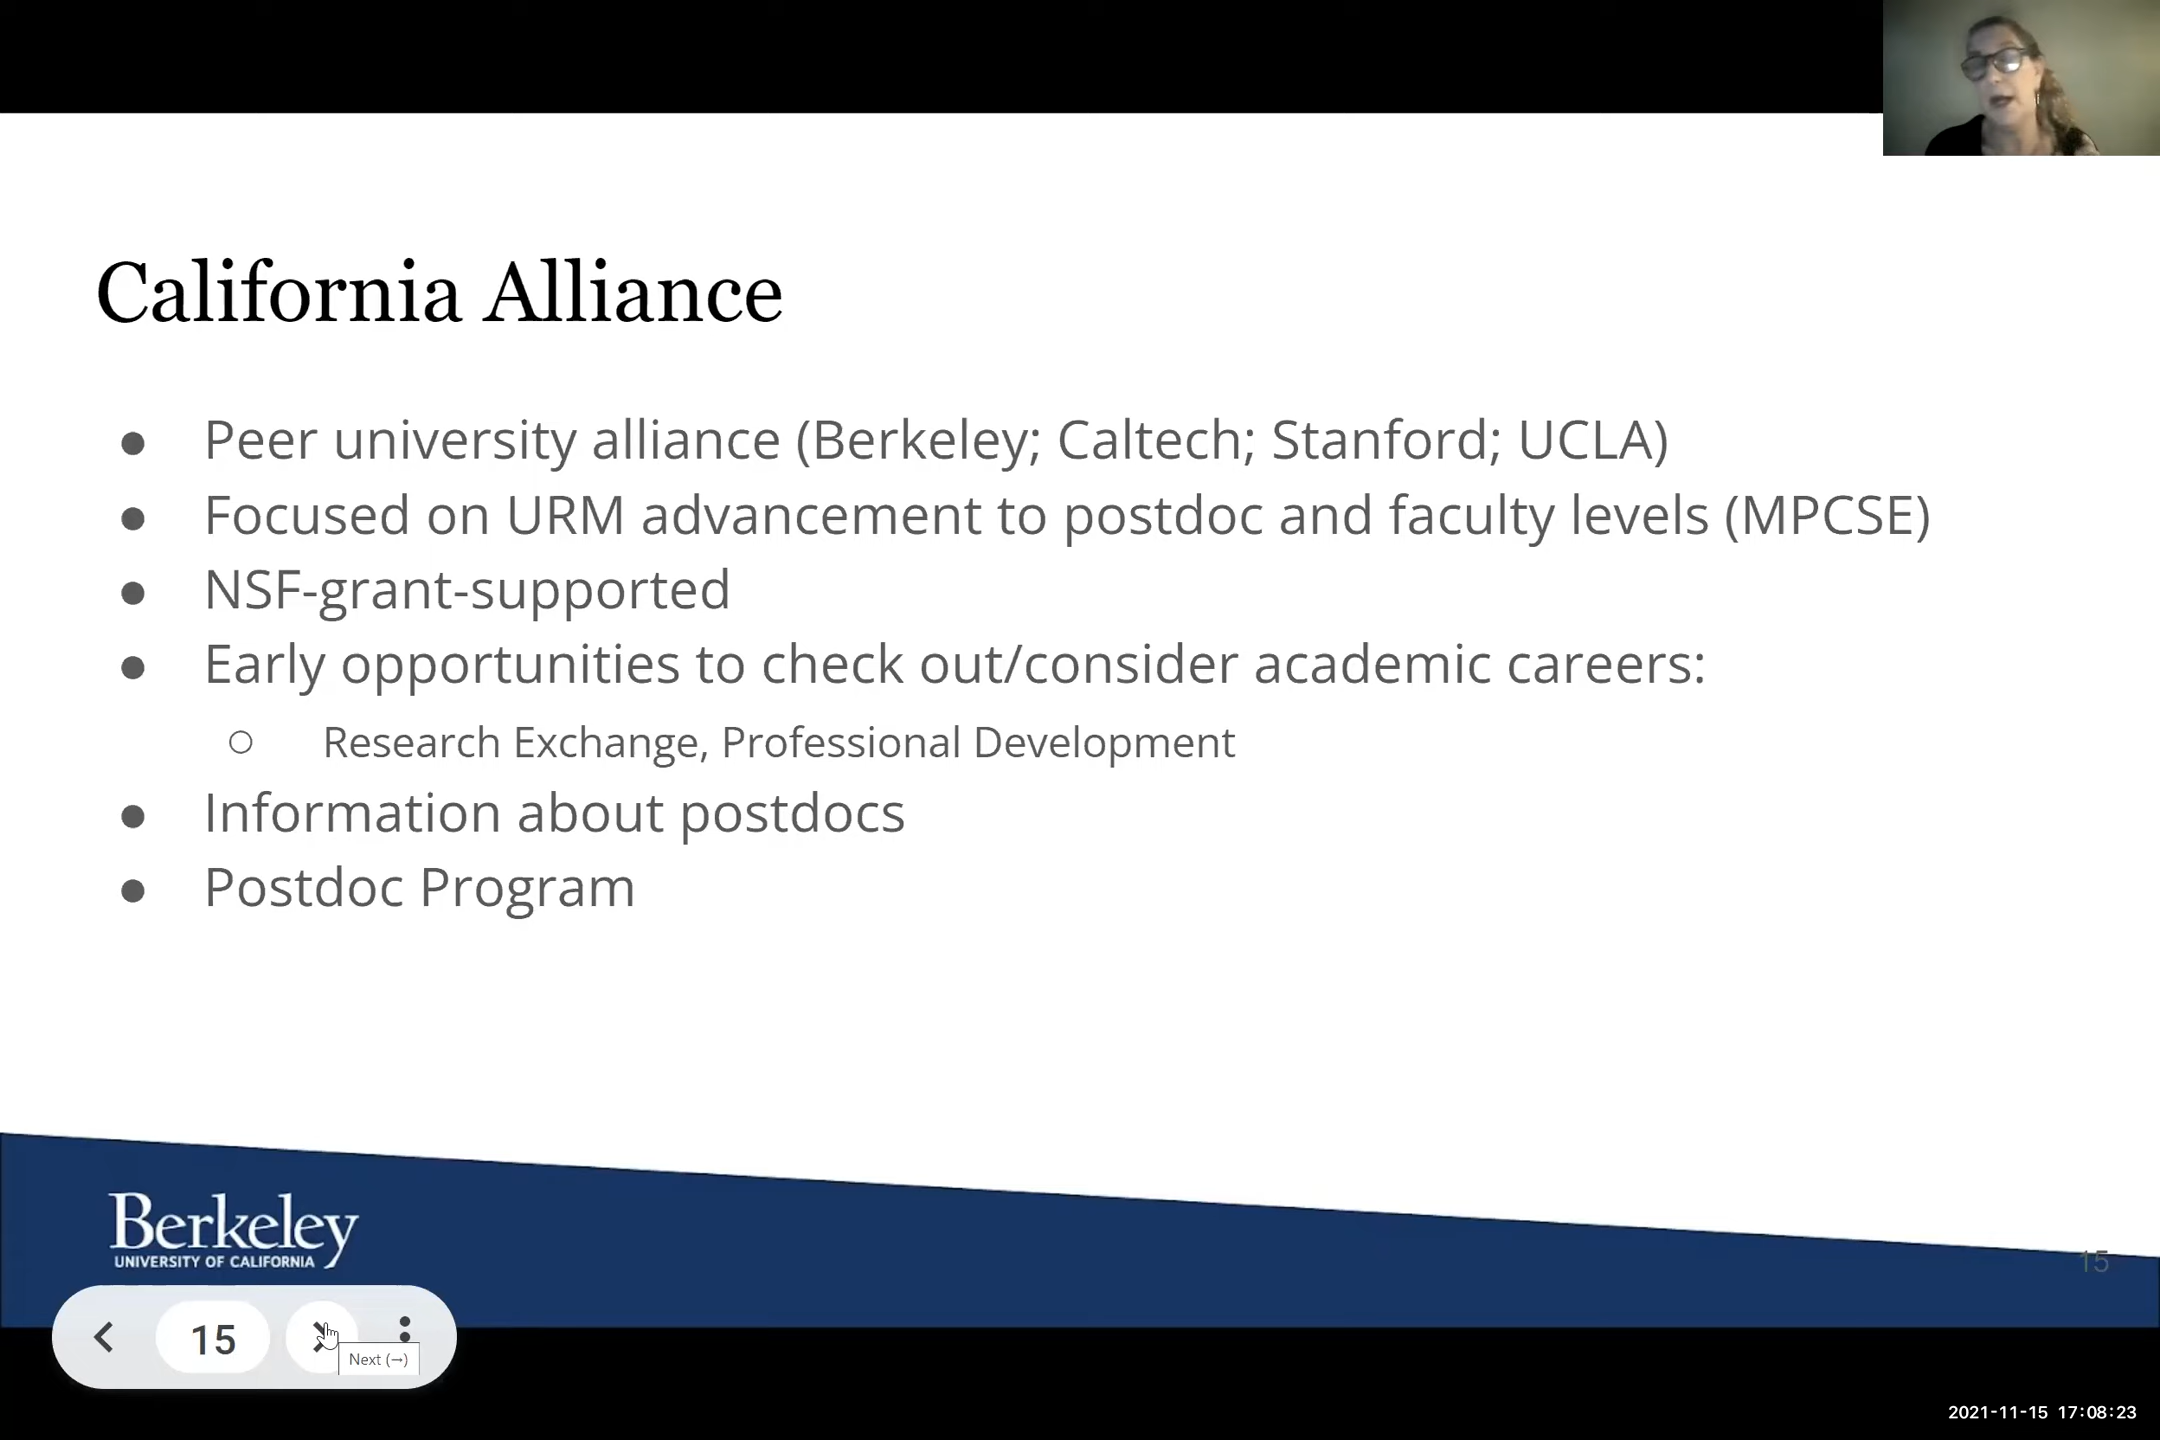 California Alliance
● Peer university alliance (Berkeley; Caltech; Stanford; UCLA)
● Focused on URM advancement to postdoc and faculty levels (MPCSE)
● NSF-grant-supported
● Early opportunities to check out/consider academic careers:
○ Research Exchange, Professional Development
● Information about postdocs
● Postdoc Program
Berkeley
UNIVERSITY OF CALIFORNIA
15
15
Next (→)
2021-11-15 17:08:23